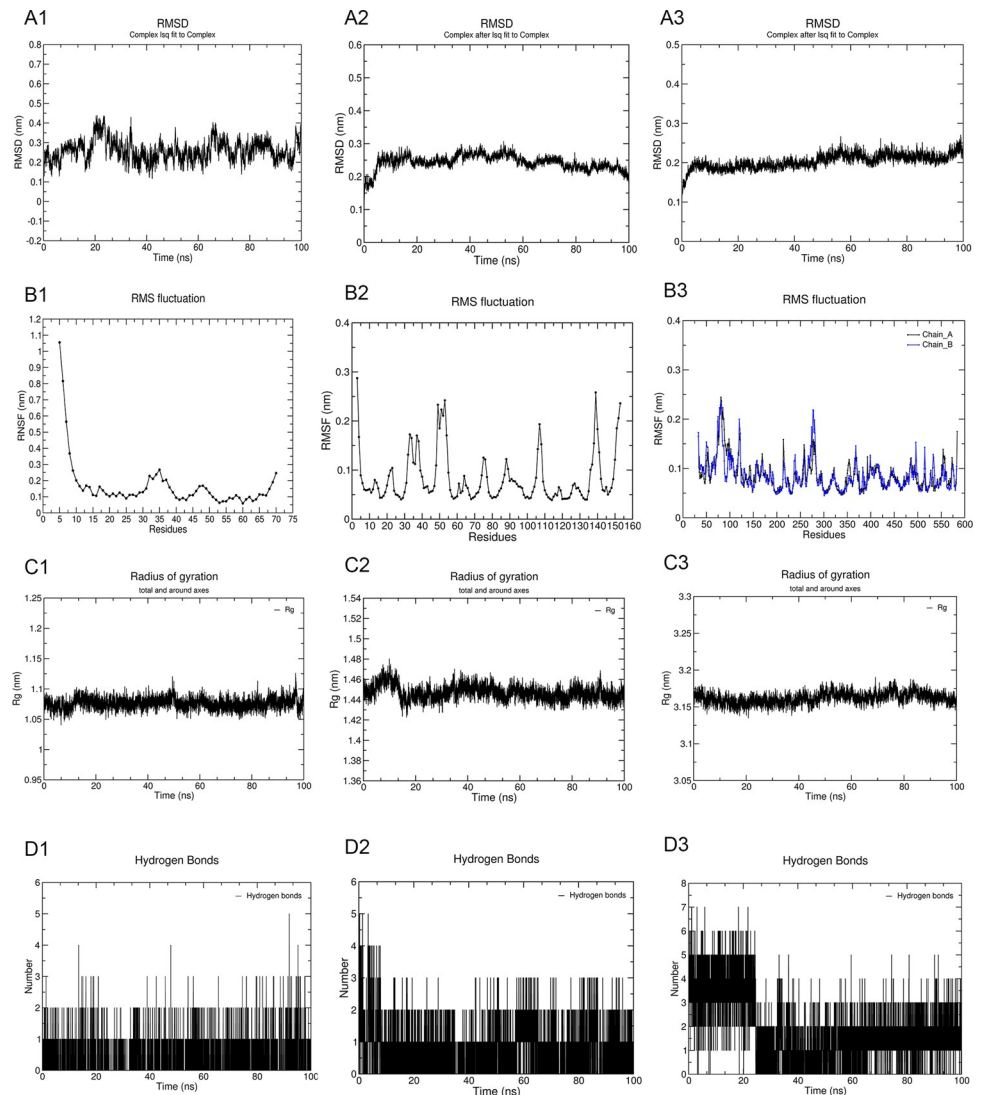 A1
RMSD
Complex lsq fit to Complex
RMSD (nm)
0.8
0.7
0.6
0.5
0.4
0.3
0.2
0.1
0
-0.1
-0.2
0 20 40 60 80 100
Time (ns)
A2
RMSD
Complex after lsq fit to Complex
RMSD (nm)
0.6
0.5
0.4
0.3
0.2
0.1
0
0 20 40 60 80 100
Time (ns)
A3
RMSD
Complex after lsq fit to Complex
RMSD (nm)
0.5
0.4
0.3
0.2
0.1
0
0 20 40 60 80 100
Time (ns)
B1
RMS fluctuation
RNSF (nm)
1.2
1.1
1
0.9
0.8
0.7
0.6
0.5
0.4
0.3
0.2
0.1
0
0 5 10 15 20 25 30 35 40 45 50 55 60 65 70 75
Residues
B2
RMS fluctuation
RMSF (nm)
0.4
0.3
0.2
0.1
0
0 10 20 30 40 50 60 70 80 90 100 110 120 130 140 150 160
Residues
B3
RMS fluctuation
Chain_A
Chain_B
RMSF (nm)
0.4
0.3
0.2
0.1
0
0 50 100 150 200 250 300 350 400 450 500 550 600
Residues
C1
Radius of gyration
total and around axes
Rg
Rg (nm)
1.25
1.2
1.15
1.1
1.05
1
0.95
0 20 40 60 80 100
Time (ns)
C2
Radius of gyration
total and around axes
Rg
Rg (nm)
1.54
1.5
1.52
1.48
1.46
1.44
1.42
1.4
1.38
1.36
0 20 40 60 80 100
Time (ns)
C3
Radius of gyration
total and around axes
Rg
Rg (nm)
3.3
3.25
3.2
3.15
3.1
3.05
0 20 40 60 80 100
Time (ns)
D1
Hydrogen Bonds
Hydrogen bonds
Number
6
5
4
3
2
1
0
0 20 40 60 80 100
Time (ns)
D2
Hydrogen Bonds
Hydrogen bonds
Number
6
5
4
3
2
1
0
0 20 40 60 80 100
Time (ns)
D3
Hydrogen Bonds
Hydrogen bonds
Number
8
7
6
5
4
3
2
1
0
0 20 40 60 80 100
Time (ns)